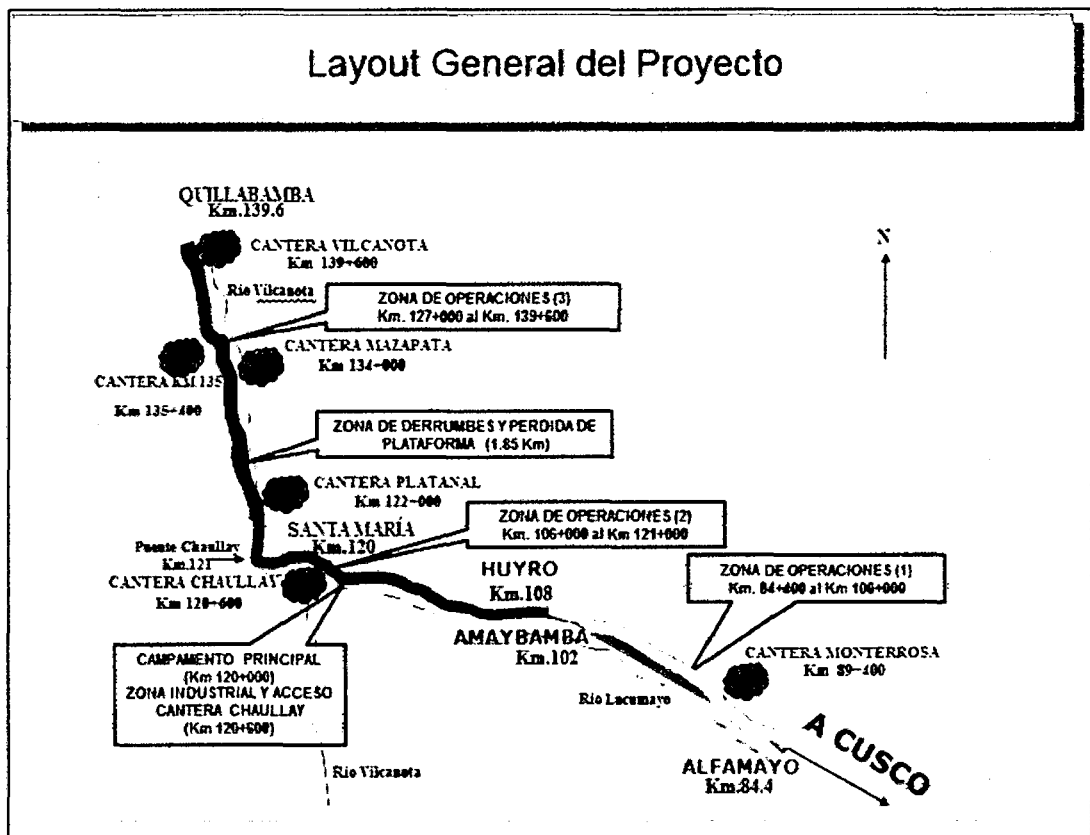 Layout General del Proyecto
QUILLABAMBA
Km.139.6
CANTERA VILCANOTA
Km 139+600
N
Río Vilcanota
ZONA DE OPERACIONES (3)
Km. 127+000 al Km. 139+600
CANTERA MAZAPATA
Km 134+000
CANTERA KM.135
Km 135+400
ZONA DE DERRUMBES Y PERDIDA DE
PLATAFORMA (1.85 Km)
CANTERA PLATANAL
Km 122+000
ZONA DE OPERACIONES (2)
Km. 106+000 al Km 121+000
SANTA MARÍA
Km.120
Puente Chaullay
Km.121
ZONA DE OPERACIONES (1)
Km. 84+400 al Km 106+000
CANTERA CHAULLAY
Km 120+600
HUYRO
Km.108
AMAYBAMBA
Km.102
CANTERA MONTERROSA
Km 89+400
CAMPAMENTO PRINCIPAL
(Km 120+000)
ZONA INDUSTRIAL Y ACCESO
CANTERA CHAULLAY
(Km 120+600)
Río Lucumayo
A CUSCO
ALFAMAYO
Km.84.4
Río Vilcanota